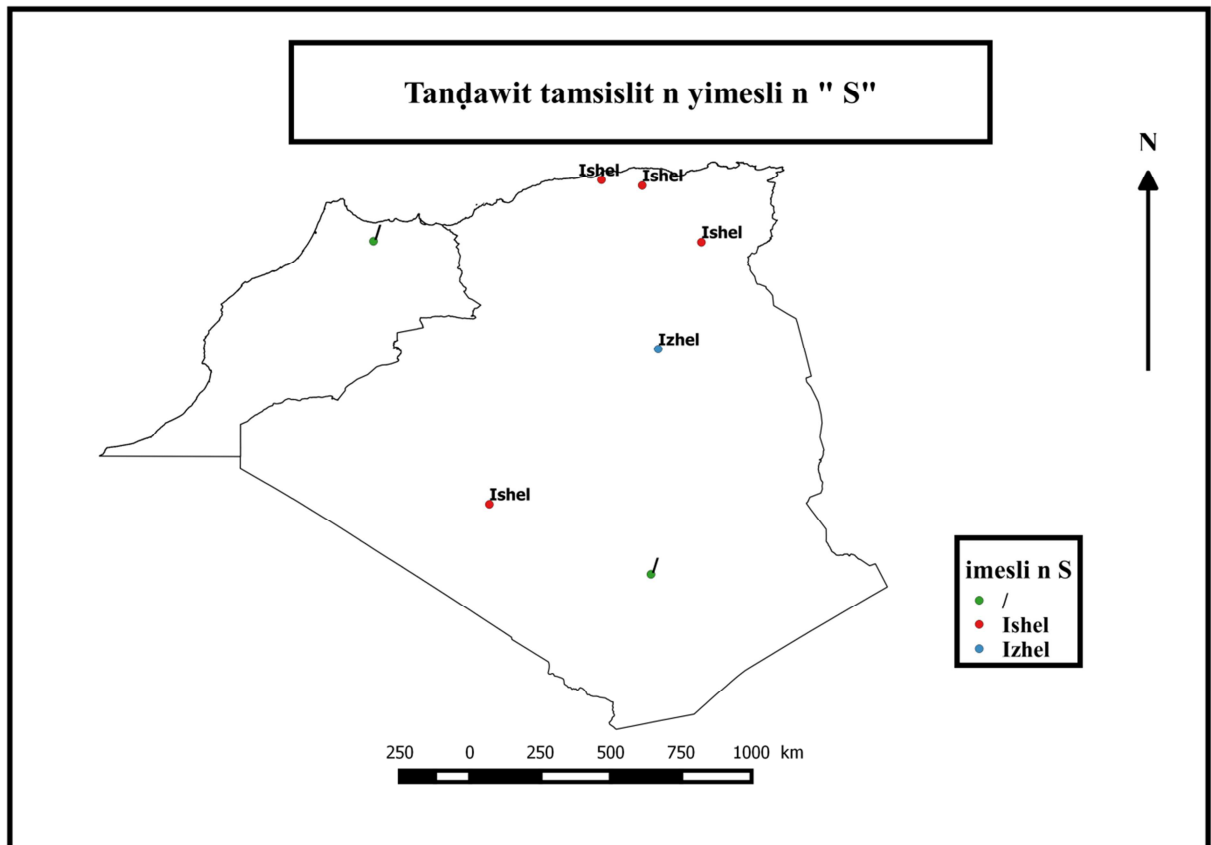 Tanḍawit tamsislit n yimesli n " S"
N
Ishel
Ishel
/
Ishel
Izhel
Ishel
/
imesli n S
/
Ishel
Izhel
250 0 250 500 750 1000 km